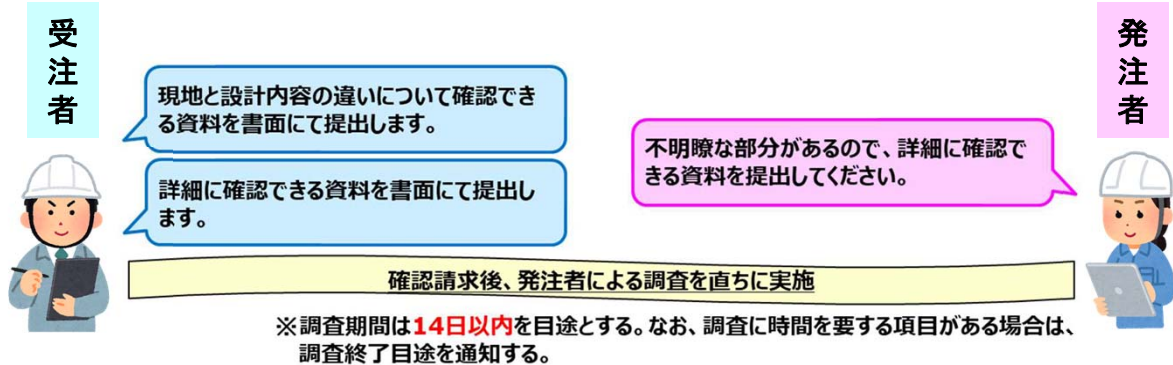 受注者
発注者
現地と設計内容の違いについて確認でき
る資料を書面にて提出します。
不明瞭な部分があるので、詳細に確認で
きる資料を提出してください。
詳細に確認できる資料を書面にて提出し
ます。
確認請求後、発注者による調査を直ちに実施
※調査期間は14日以内を目途とする。なお、調査に時間を要する項目がある場合は、
調査終了目途を通知する。